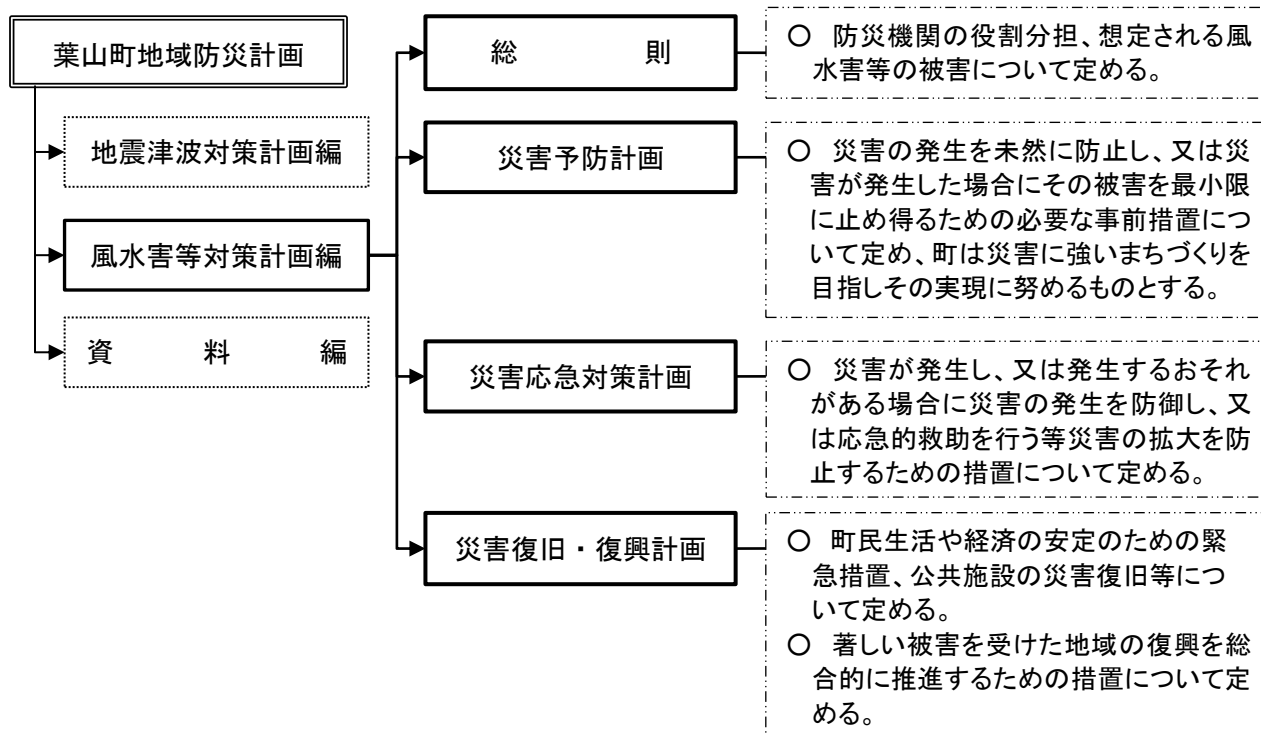 葉山町地域防災計画
地震津波対策計画編
風水害等対策計画編
資　　料　　編
総　　則
〇　防災機関の役割分担、想定される風
水害等の被害について定める。
災害予防計画
〇　災害の発生を未然に防止し、又は災
害が発生した場合にその被害を最小限
に止め得るための必要な事前措置につ
いて定め、町は災害に強いまちづくりを
目指しその実現に努めるものとする。
災害応急対策計画
〇　災害が発生し、又は発生するおそれ
がある場合に災害の発生を防御し、又
は応急的救助を行う等災害の拡大を防
止するための措置について定める。
災害復旧・復興計画
〇　町民生活や経済の安定のための緊
急措置、公共施設の災害復旧等につ
いて定める。
〇　著しい被害を受けた地域の復興を総
合的に推進するための措置について定
める。